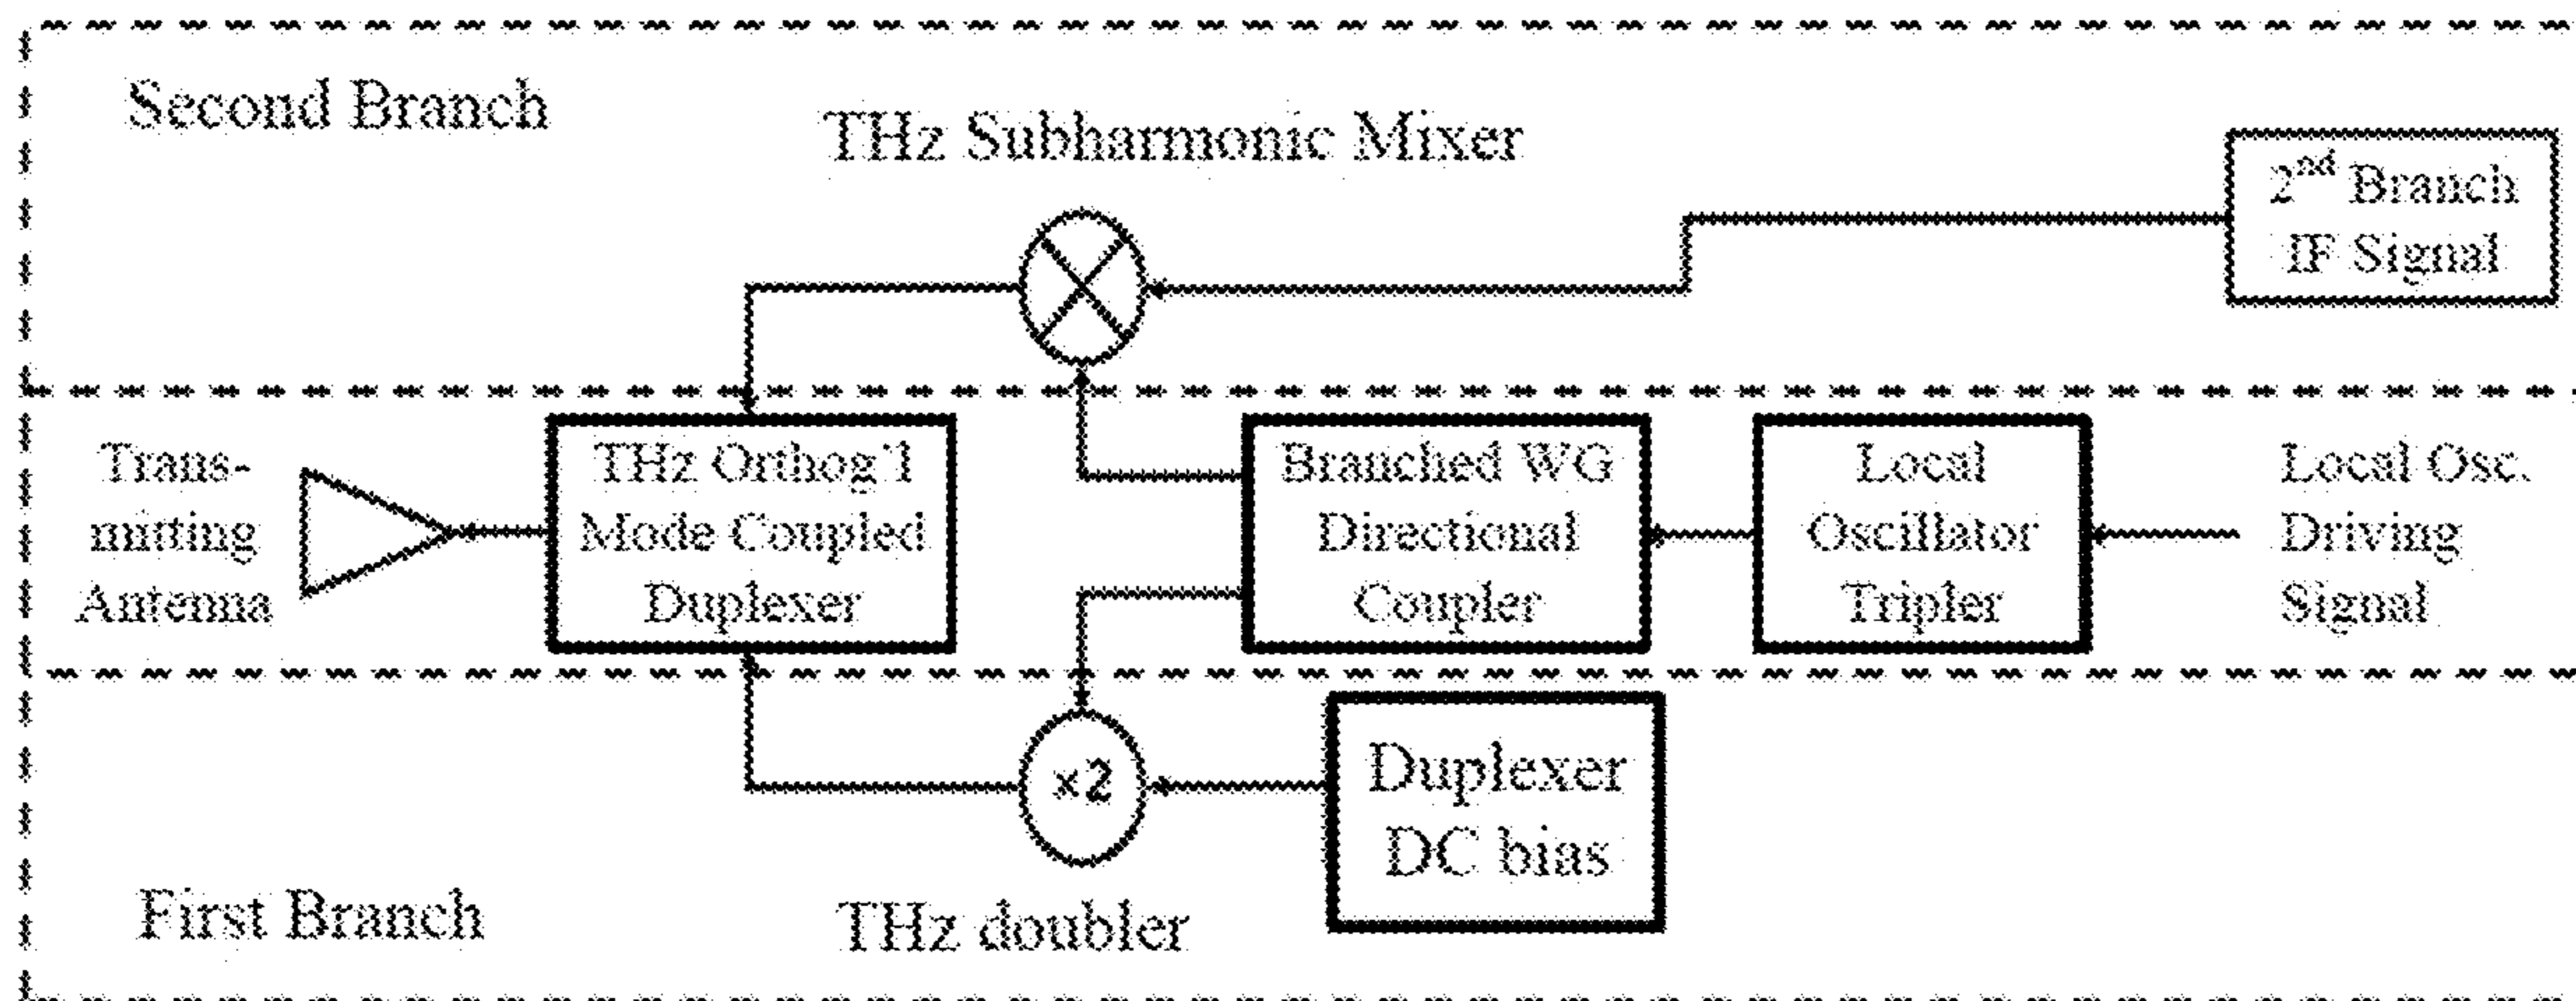 Second Branch
THz Subharmonic Mixer
2nd Branch
IF Signal
Trans-
mitting
Antenna
THz Orthog'l
Mode Coupled
Duplexer
Branched WG
Directional
Coupler
Local
Oscillator
Tripler
Local Osc.
Driving
Signal
×2
Duplexer
DC bias
First Branch
THz doubler